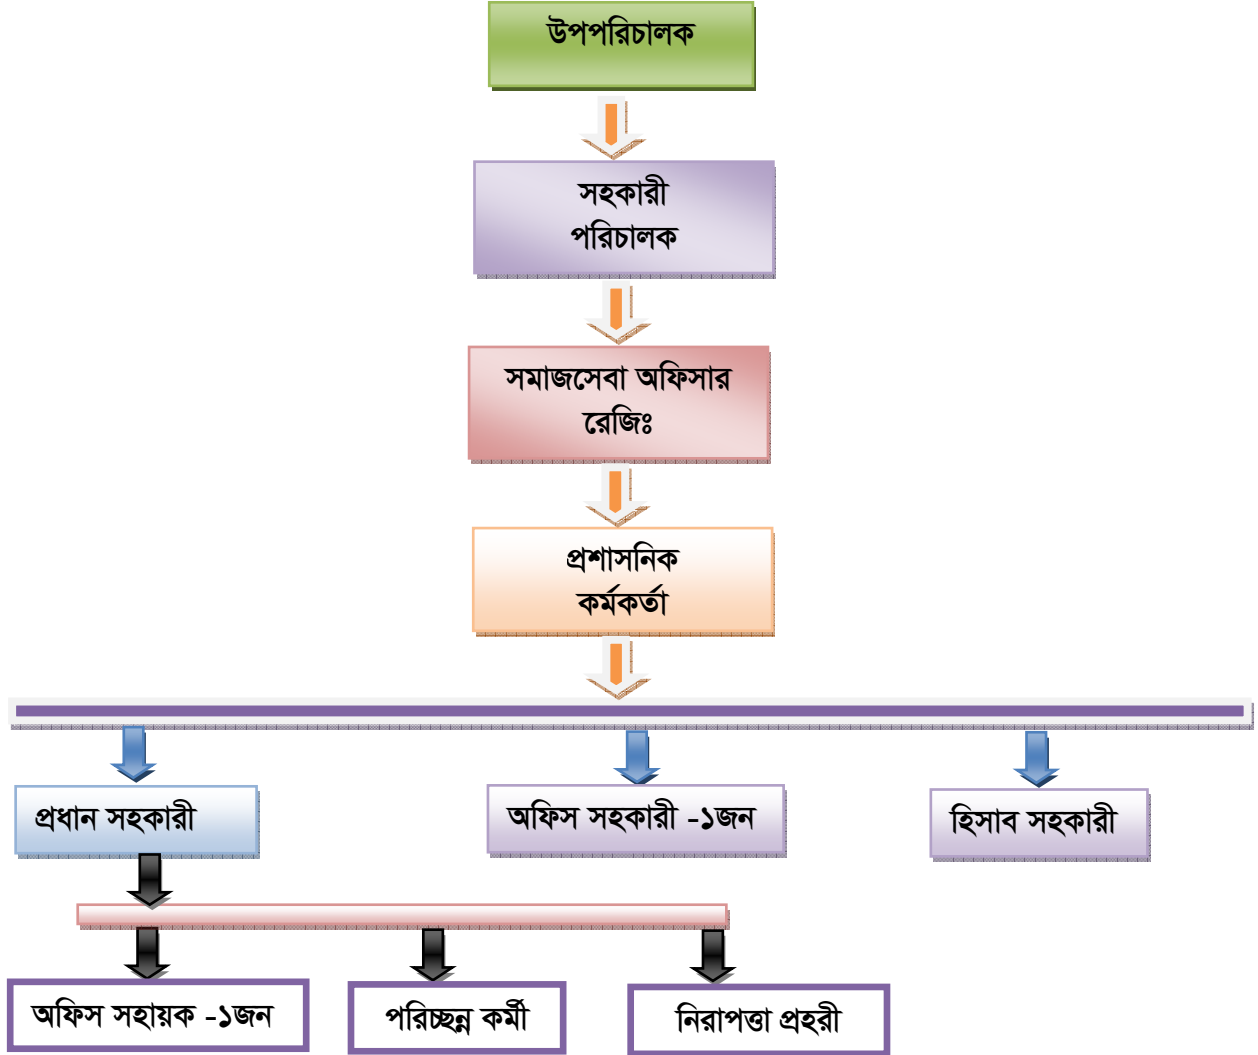 উপপরিচালক
সহকারী
পরিচালক
সমাজসেবা অফিসার
রেজিঃ
প্রশাসনিক
কর্মকর্তা
প্রধান সহকারী
অফিস সহকারী -১জন
হিসাব সহকারী
অফিস সহায়ক -১জন
পরিচ্ছন্ন কর্মী
নিরাপত্তা প্রহরী